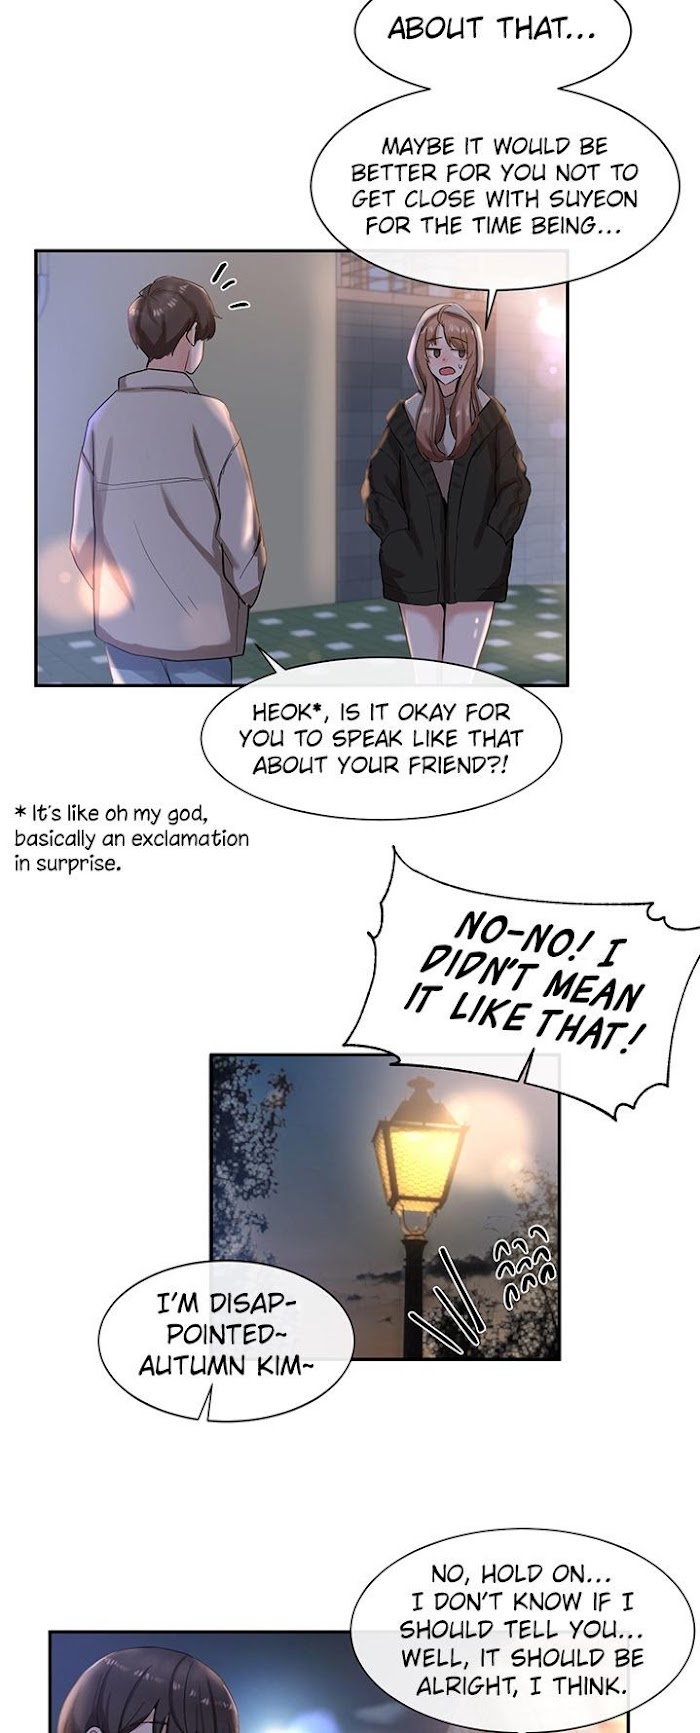 ABOUT THAT...
MAYBE IT WOULD BE
BETTER FOR YOU NOT TO
GET CLOSE WITH SUYEON
FOR THE TIME BEING...
HEOK*, IS IT OKAY FOR
YOU TO SPEAK LIKE THAT
ABOUT YOUR FRIEND?!
* It's like oh my god,
basically an exclamation
in surprise.
NO-NO! I
DIDN'T MEAN
IT LIKE THAT!
I'M DISAP-
POINTED~
AUTUMN KIM~
NO, HOLD ON...
I DON'T KNOW IF I
SHOULD TELL YOU...
WELL, IT SHOULD BE
ALRIGHT, I THINK.